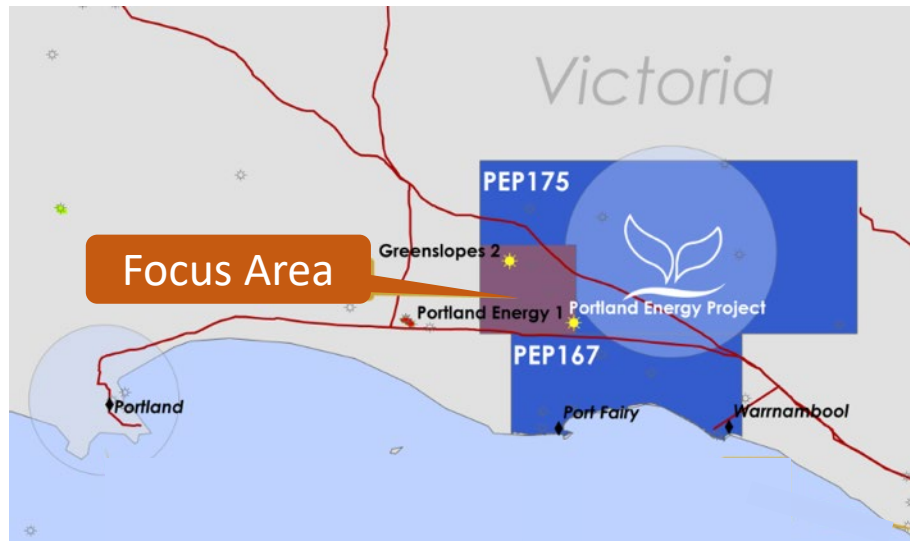 Victoria
PEP175
Greenslopes 2
Focus Area
Portland Energy 1
Portland Energy Project
PEP167
Portland
Port Fairy
Warrnambool